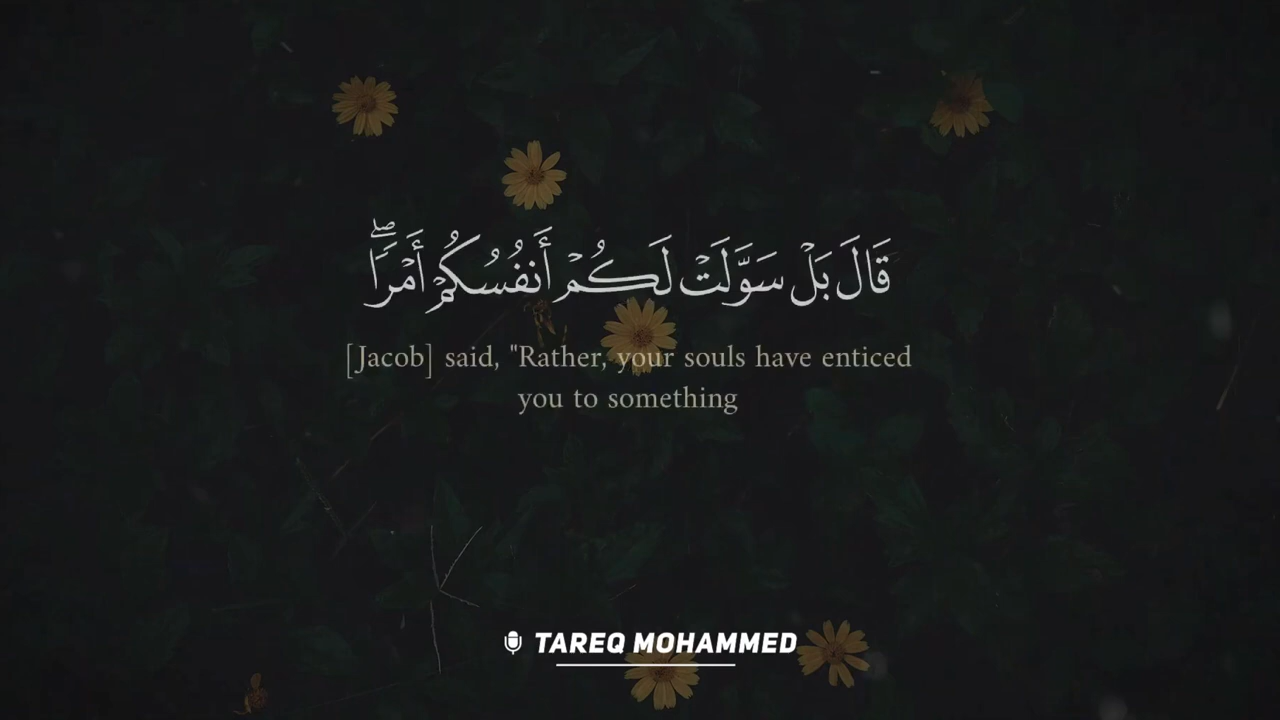 قَالَ بَلْ سَوَّلَتْ لَكُمْ أَنفُسُكُمْ أَمْرًاۖ
[Jacob] said, "Rather, your souls have enticed
you to something
TAREQ MOHAMMED